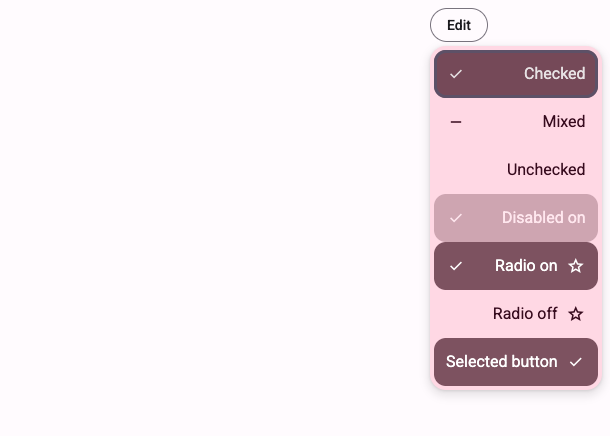 Edit
Checked
Mixed
Unchecked
Disabled on
Radio on
Radio off
Selected button